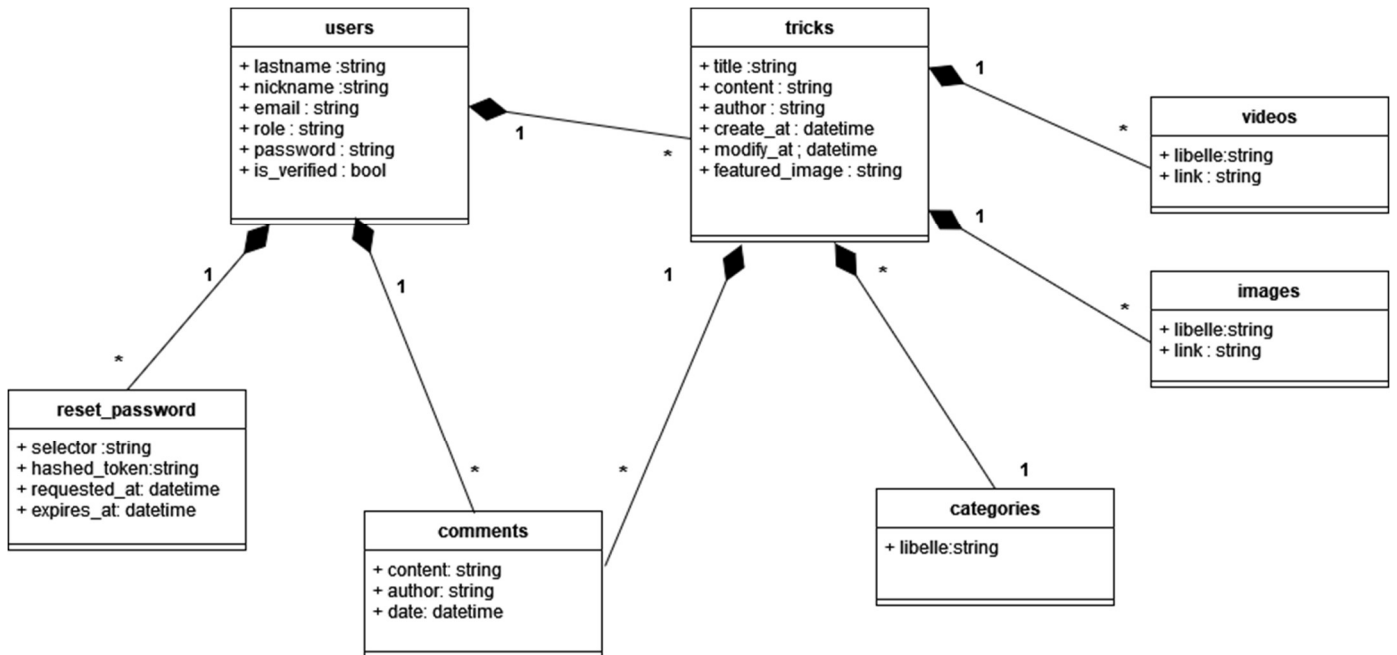 users
+ lastname :string
+ nickname :string
+ email : string
+ role : string
+ password : string
+ is_verified : bool
tricks
+ title :string
+ content : string
+ author : string
+ create_at : datetime
+ modify_at ; datetime
+ featured_image : string
videos
+ libelle:string
+ link : string
images
+ libelle:string
+ link : string
reset_password
+ selector :string
+ hashed_token:string
+ requested_at: datetime
+ expires_at: datetime
comments
+ content: string
+ author: string
+ date: datetime
categories
+ libelle:string
1
*
1
*
1
*
1
*
1
*
1
*
*
1